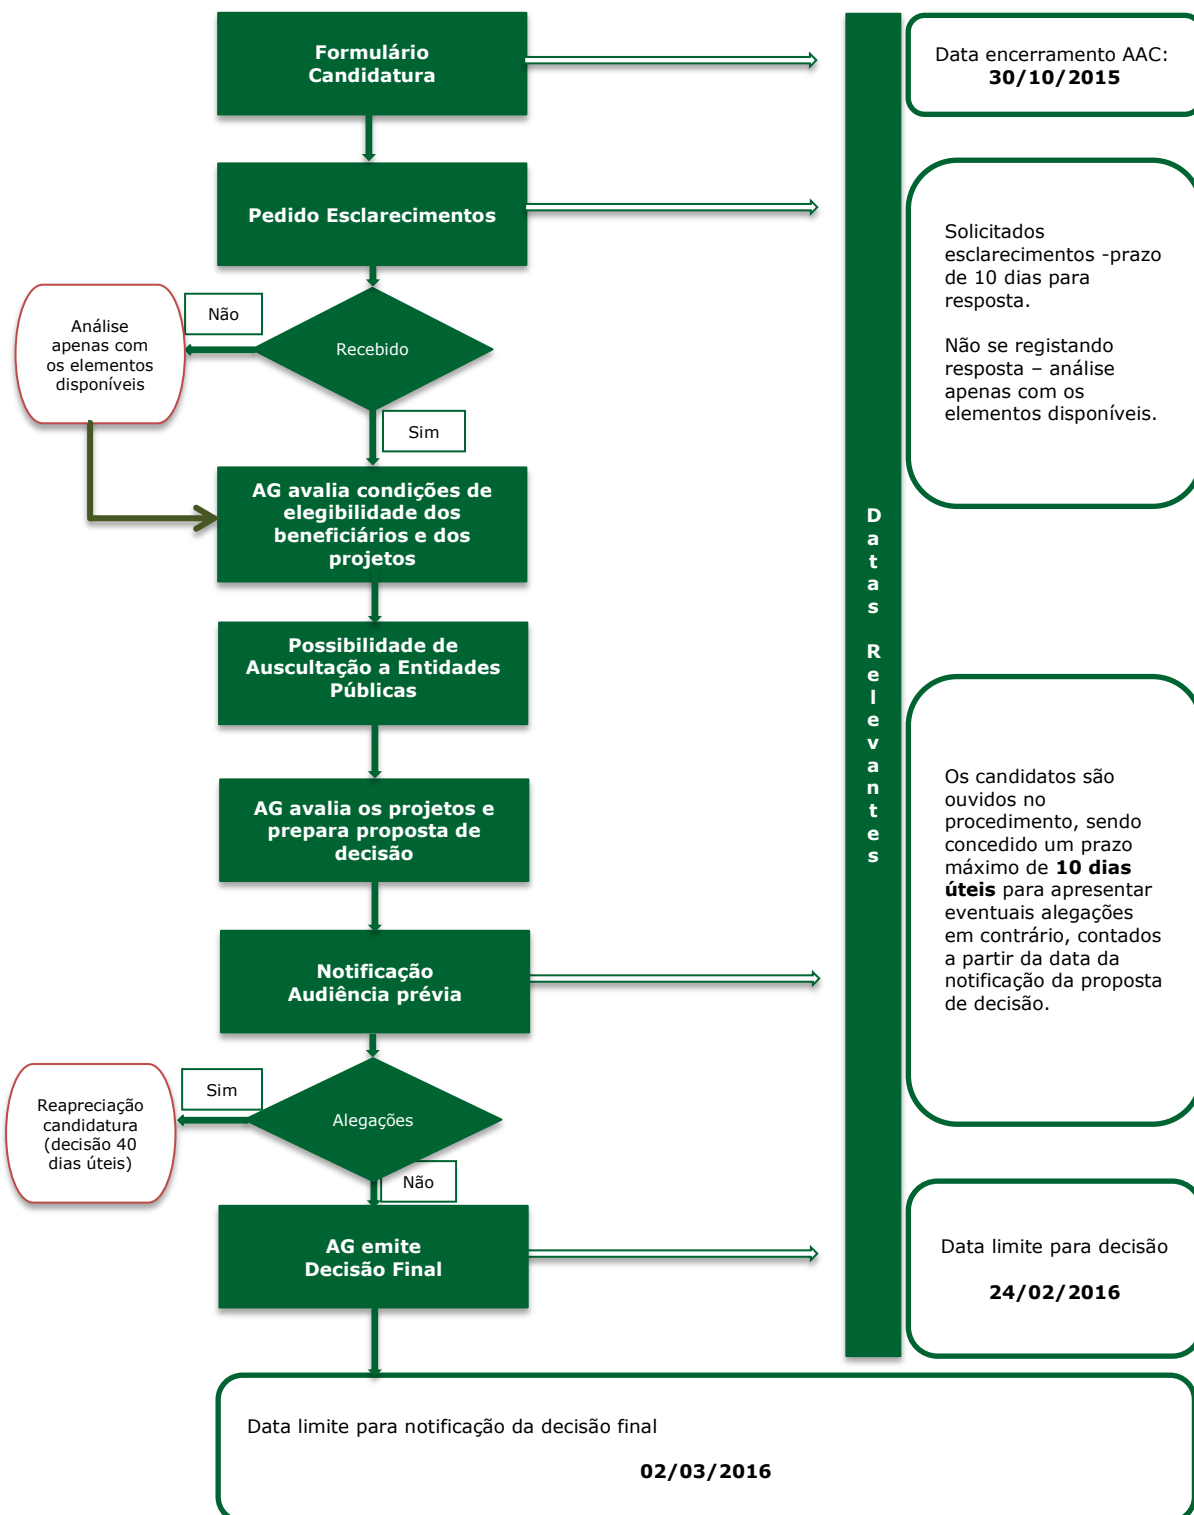 Formulário
Candidatura
Data encerramento AAC:
30/10/2015
Pedido Esclarecimentos
Solicitados
esclarecimentos -prazo
de 10 dias para
resposta.
Não se registando
resposta – análise
apenas com os
elementos disponíveis.
Não
Análise
apenas com
os elementos
disponíveis
Recebido
Sim
AG avalia condições de
elegibilidade dos
beneficiários e dos
projetos
Datas Relevantes
Possibilidade de
Auscultação a Entidades
Públicas
AG avalia os projetos e
prepara proposta de
decisão
Os candidatos são
ouvidos no
procedimento, sendo
concedido um prazo
máximo de 10 dias
úteis para apresentar
eventuais alegações
em contrário, contados
a partir da data da
notificação da proposta
de decisão.
Notificação
Audiência prévia
Sim
Reapreciação
candidatura
(decisão 40
dias úteis)
Alegações
Não
AG emite
Decisão Final
Data limite para decisão
24/02/2016
Data limite para notificação da decisão final
02/03/2016